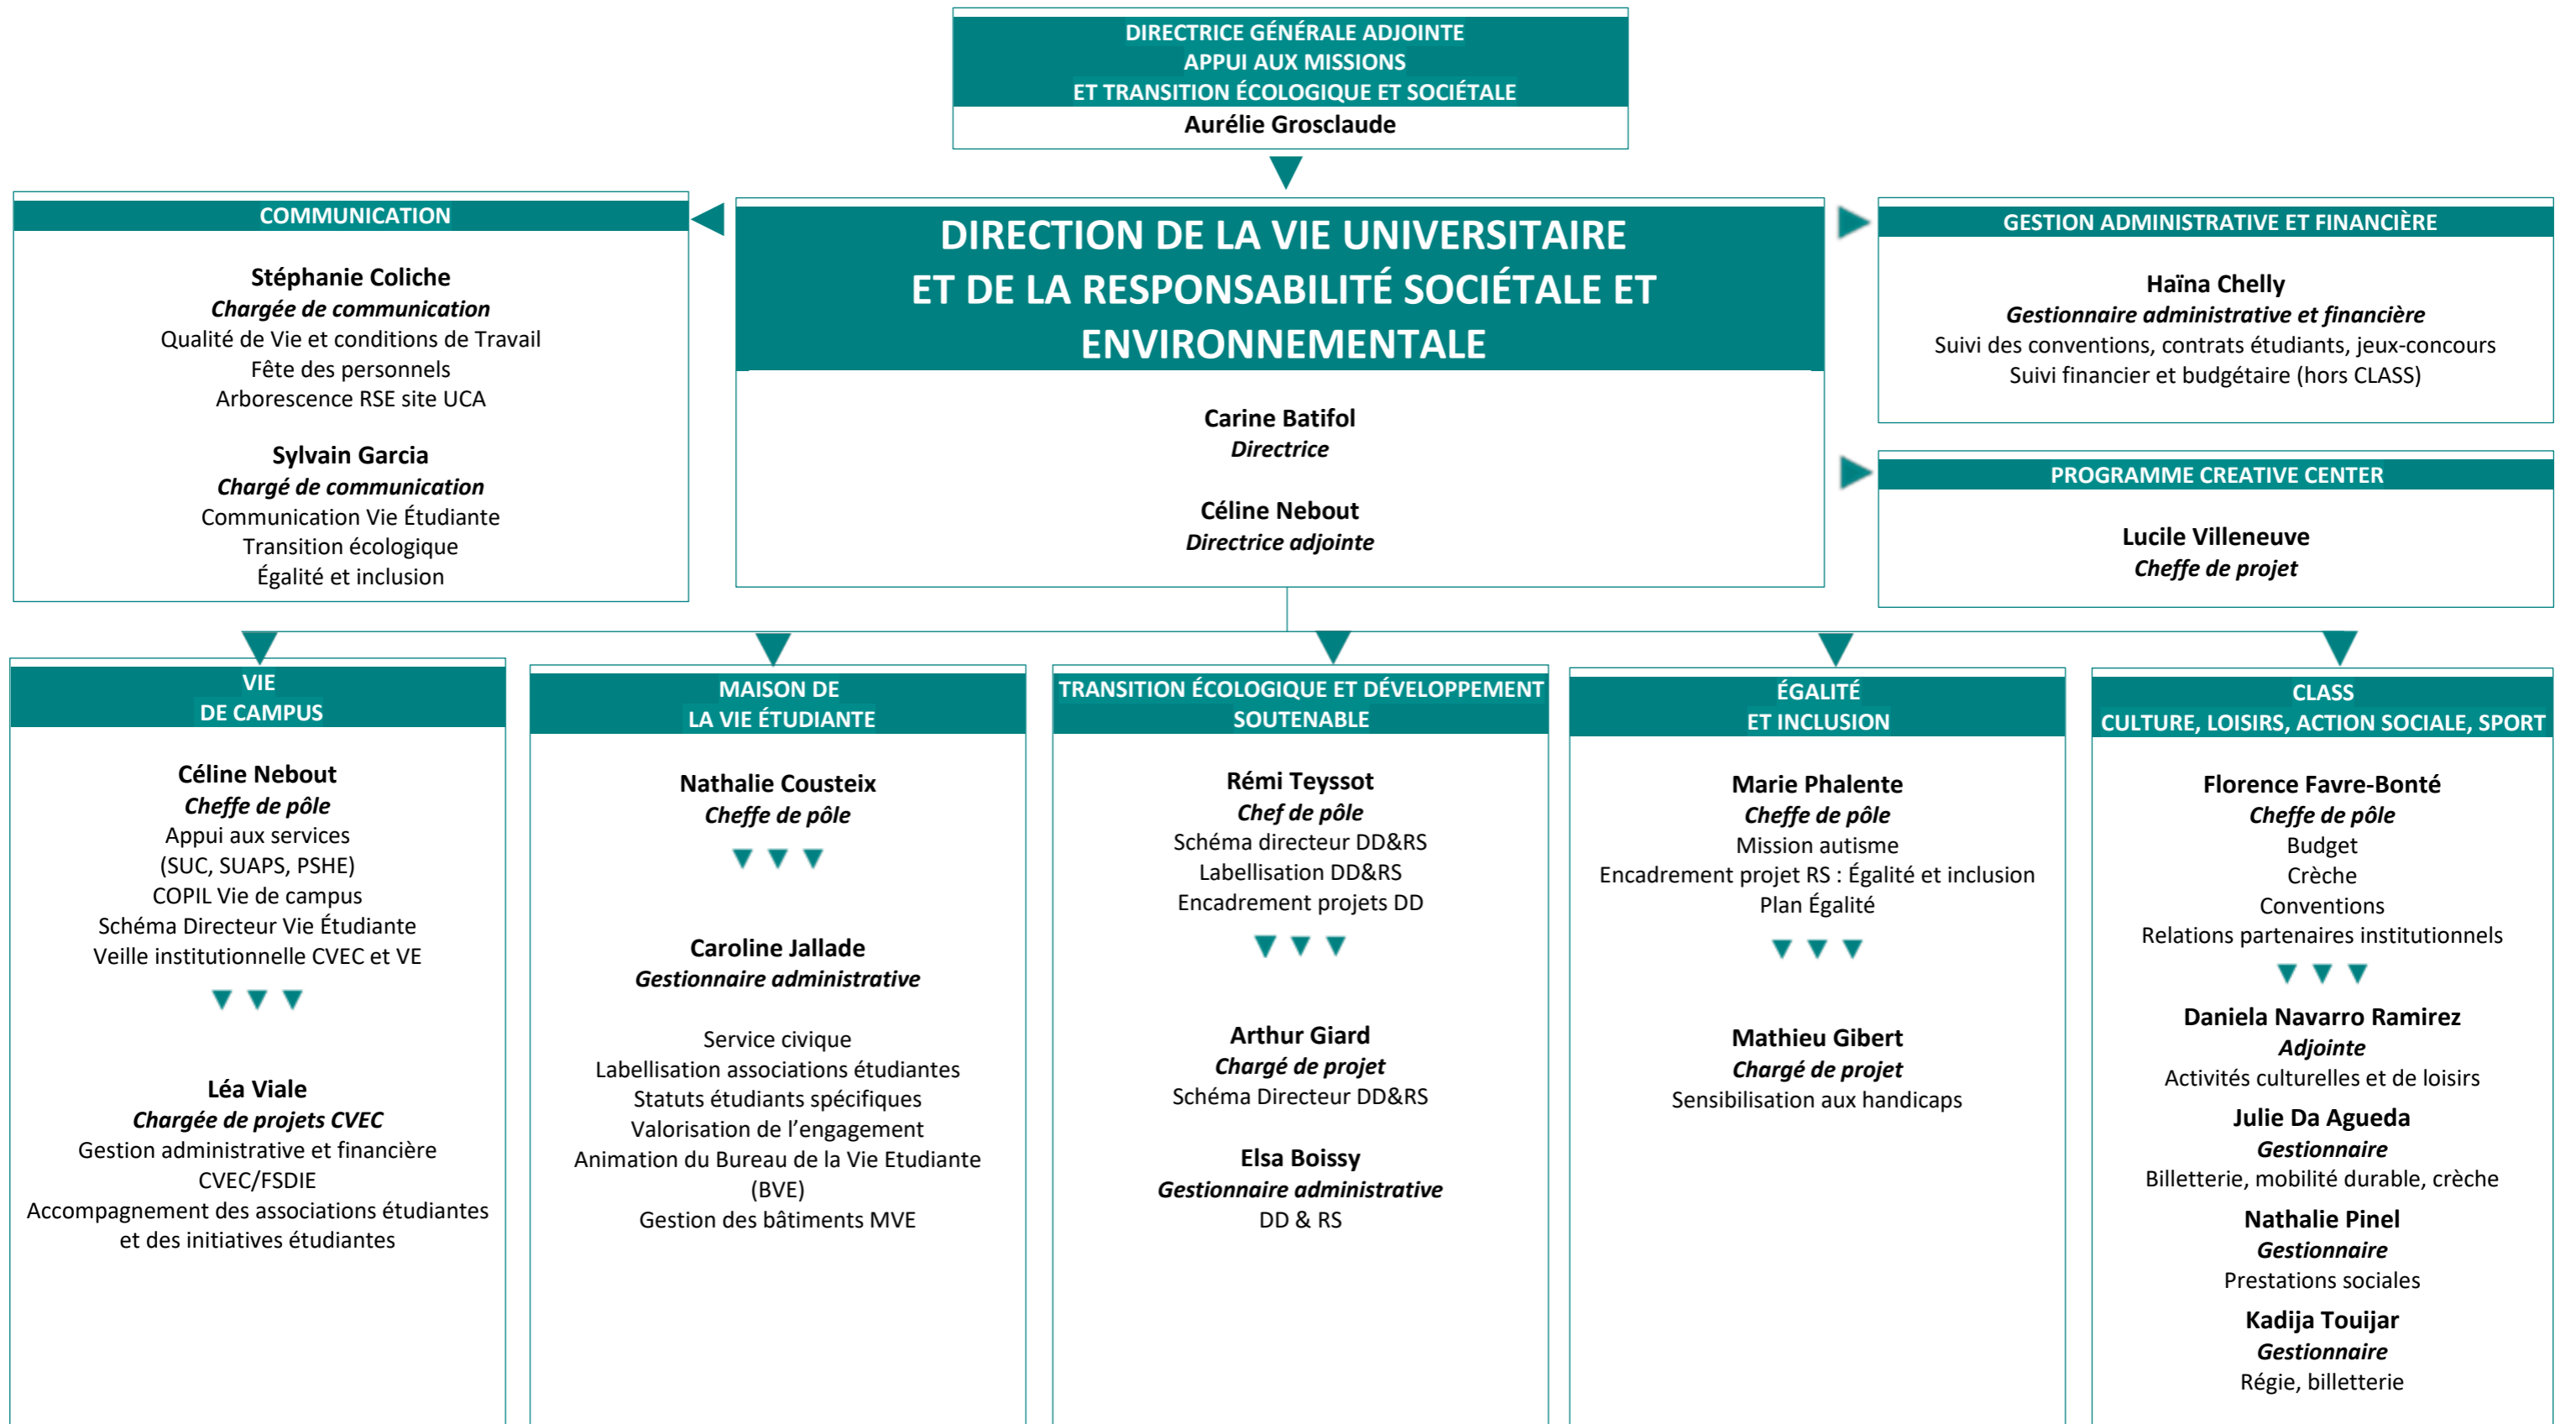 DIRECTRICE GÉNÉRALE ADJOINTE
APPUI AUX MISSIONS
ET TRANSITION ÉCOLOGIQUE ET SOCIÉTALE
Aurélie Grosclaude
COMMUNICATION
Stéphanie Coliche
Chargée de communication
Qualité de Vie et conditions de Travail
Fête des personnels
Arborescence RSE site UCA
Sylvain Garcia
Chargé de communication
Communication Vie Étudiante
Transition écologique
Égalité et inclusion
DIRECTION DE LA VIE UNIVERSITAIRE
ET DE LA RESPONSABILITÉ SOCIÉTALE ET
ENVIRONNEMENTALE
Carine Batifol
Directrice
Céline Nebout
Directrice adjointe
GESTION ADMINISTRATIVE ET FINANCIÈRE
Haïna Chelly
Gestionnaire administrative et financière
Suivi des conventions, contrats étudiants, jeux-concours
Suivi financier et budgétaire (hors CLASS)
PROGRAMME CREATIVE CENTER
Lucile Villeneuve
Cheffe de projet
VIE
DE CAMPUS
Céline Nebout
Cheffe de pôle
Appui aux services
(SUC, SUAPS, PSHE)
COPIL Vie de campus
Schéma Directeur Vie Étudiante
Veille institutionnelle CVEC et VE
Léa Viale
Chargée de projets CVEC
Gestion administrative et financière
CVEC/FSDIE
Accompagnement des associations étudiantes
et des initiatives étudiantes
MAISON DE
LA VIE ÉTUDIANTE
Nathalie Cousteix
Cheffe de pôle
Caroline Jallade
Gestionnaire administrative
Service civique
Labellisation associations étudiantes
Statuts étudiants spécifiques
Valorisation de l'engagement
Animation du Bureau de la Vie Etudiante
(BVE)
Gestion des bâtiments MVE
TRANSITION ÉCOLOGIQUE ET DÉVELOPPEMENT
SOUTENABLE
Rémi Teyssot
Chef de pôle
Schéma directeur DD&RS
Labellisation DD&RS
Encadrement projets DD
Arthur Giard
Chargé de projet
Schéma Directeur DD&RS
Elsa Boissy
Gestionnaire administrative
DD & RS
ÉGALITÉ
ET INCLUSION
Marie Phalente
Cheffe de pôle
Mission autisme
Encadrement projet RS : Égalité et inclusion
Plan Égalité
Mathieu Gibert
Chargé de projet
Sensibilisation aux handicaps
CLASS
CULTURE, LOISIRS, ACTION SOCIALE, SPORT
Florence Favre-Bonté
Cheffe de pôle
Budget
Crèche
Conventions
Relations partenaires institutionnels
Daniela Navarro Ramirez
Adjointe
Activités culturelles et de loisirs
Julie Da Agueda
Gestionnaire
Billetterie, mobilité durable, crèche
Nathalie Pinel
Gestionnaire
Prestations sociales
Kadija Touijar
Gestionnaire
Régie, billetterie